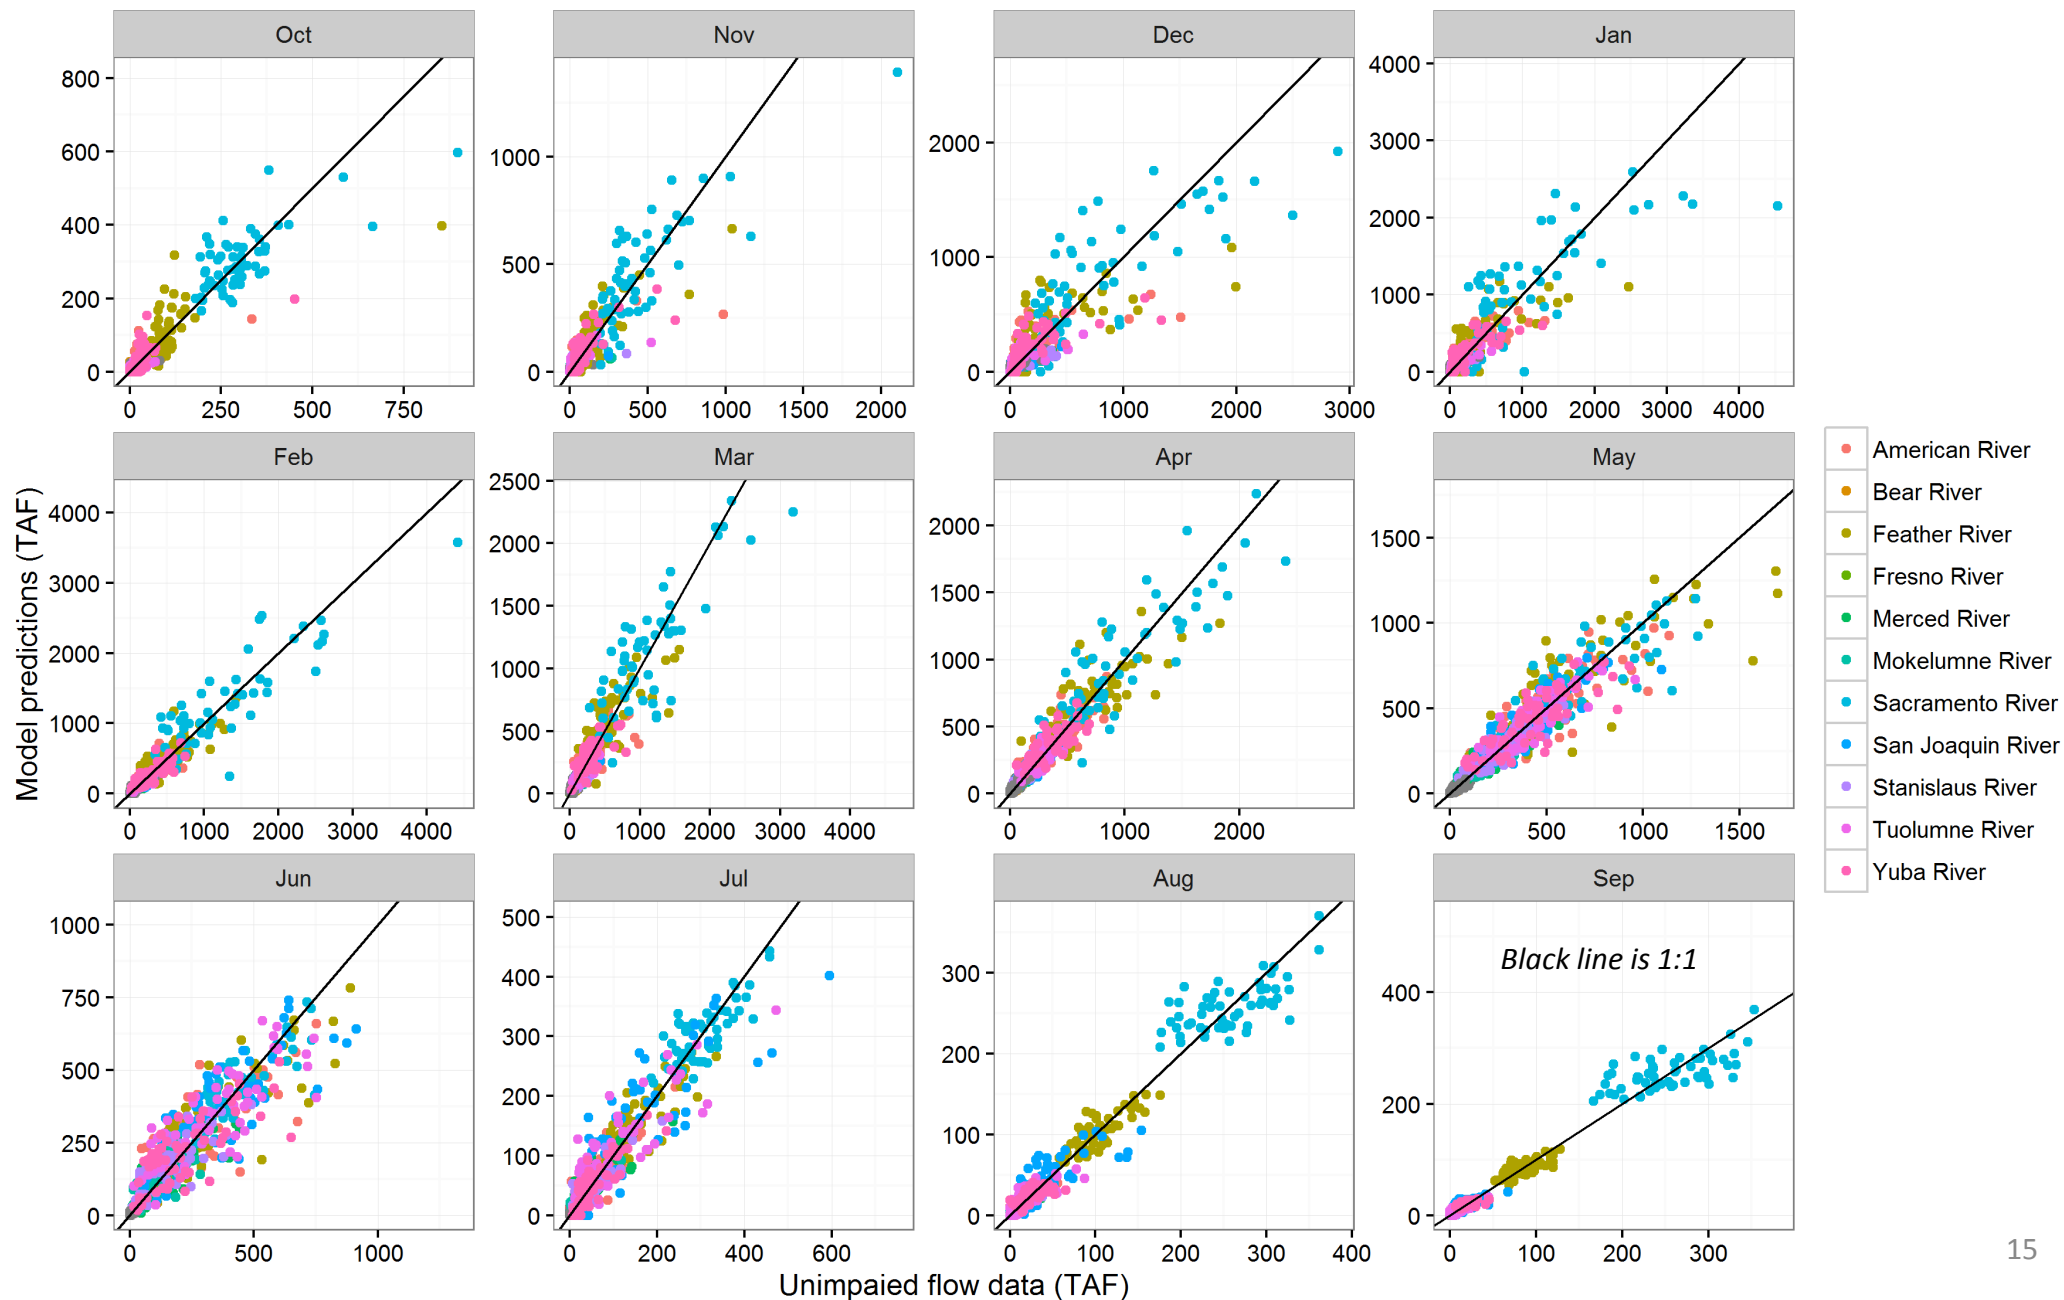 Oct Nov Dec Jan
800
600
400
200
0
0 250 500 750
1000
500
0
0 500 1000 1500 2000
2000
1000
0
0 1000 2000 3000
4000
3000
2000
1000
0
0 1000 2000 3000 4000
Feb Mar Apr May
4000
3000
2000
1000
0
0 1000 2000 3000 4000
2500
2000
1500
1000
500
0
0 1000 2000 3000 4000
2000
1500
1000
500
0
0 1000 2000
1500
1000
500
0
0 500 1000 1500
Jun Jul Aug Sep
1000
750
500
250
0
0 500 1000
500
400
300
200
100
0
0 200 400 600
300
200
100
0
0 100 200 300 400
Black line is 1:1
400
200
0
0 100 200 300
Model predictions (TAF)
Unimpaied flow data (TAF)
American River
Bear River
Feather River
Fresno River
Merced River
Mokelumne River
Sacramento River
San Joaquin River
Stanislaus River
Tuolumne River
Yuba River
15